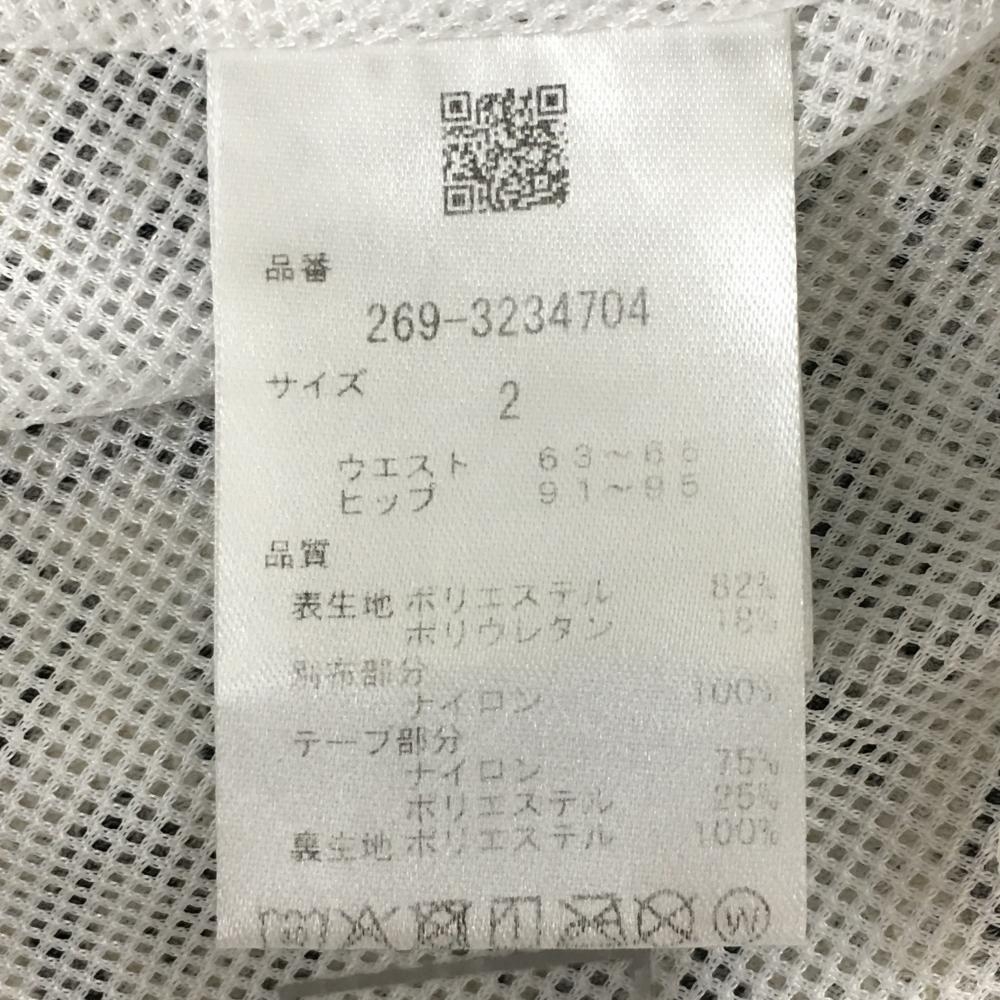 品番
269-3234704
サイズ 2
ウエスト 63～66
ヒップ 91～95
品質
表生地 ポリエステル 82%
ポリウレタン 18%
別布部分
ナイロン 100%
テープ部分
ナイロン 75%
ポリエステル 25%
裏生地 ポリエステル 100%
W